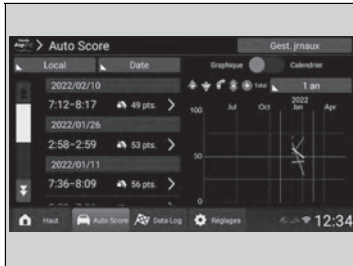 Auto Score
Gest. jrnaux
Local
Date
Graphique
Calendrier
2022/02/10
7:12-8:17
49 pts.
2022/01/26
2:58-2:59
53 pts.
2022/01/11
7:36-8:09
56 pts.
Total
1 an
100
Jul
Oct
2022
Jan
Apr
50
0
Haut
Auto Score
Data Log
Réglages
12:34